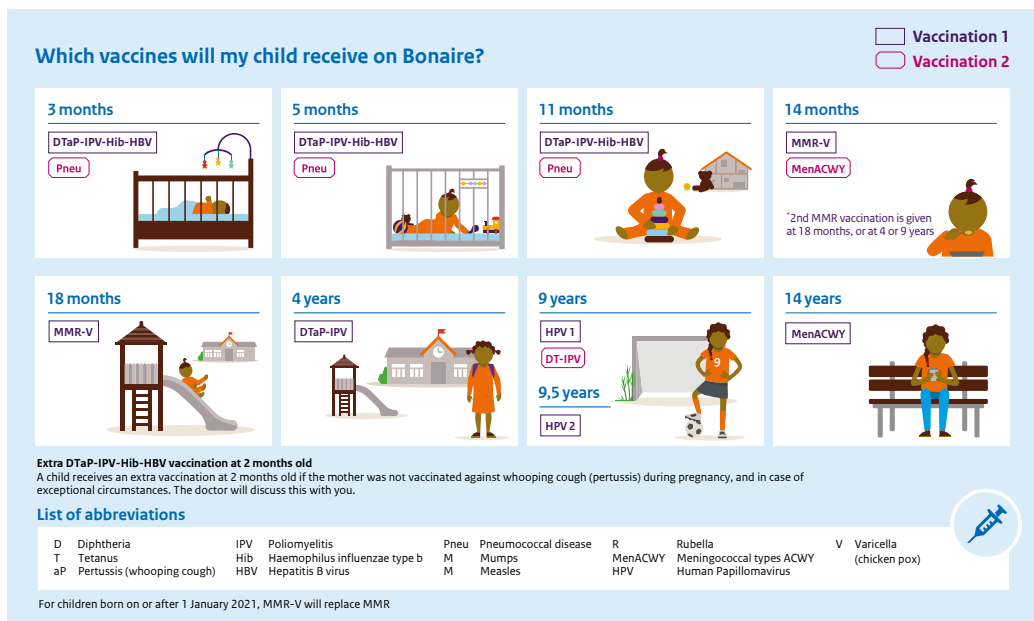 Which vaccines will my child receive on Bonaire?
Vaccination 1
Vaccination 2
3 months
DTaP-IPV-Hib-HBV
Pneu
5 months
DTaP-IPV-Hib-HBV
Pneu
11 months
DTaP-IPV-Hib-HBV
Pneu
14 months
MMR-V
MenACWY
*2nd MMR vaccination is given
at 18 months, or at 4 or 9 years
18 months
MMR-V
4 years
DTaP-IPV
9 years
HPV 1
DT-IPV
9,5 years
HPV 2
9
14 years
MenACWY
Extra DTaP-IPV-Hib-HBV vaccination at 2 months old
A child receives an extra vaccination at 2 months old if the mother was not vaccinated against whooping cough (pertussis) during pregnancy, and in case of
exceptional circumstances. The doctor will discuss this with you.
List of abbreviations
D Diphtheria
T Tetanus
aP Pertussis (whooping cough)
IPV Poliomyelitis
Hib Haemophilus influenzae type b
HBV Hepatitis B virus
Pneu Pneumococcal disease
M Mumps
M Measles
R Rubella
MenACWY Meningococcal types ACWY
HPV Human Papillomavirus
V Varicella
(chicken pox)
For children born on or after 1 January 2021, MMR-V will replace MMR